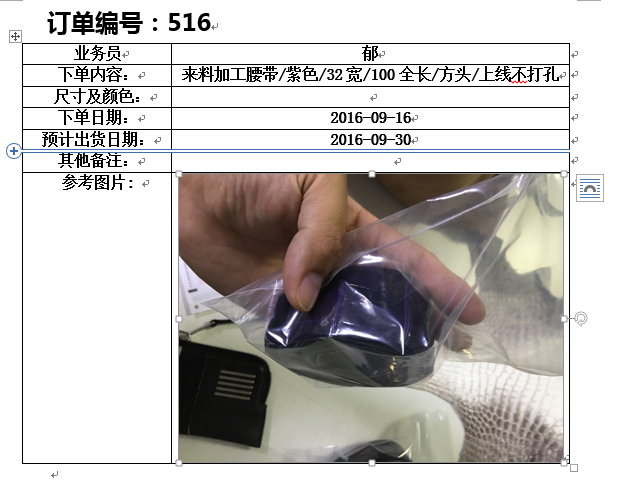 订单编号：516
业务员 郁
下单内容： 来料加工腰带/紫色/32宽/100全长/方头/上线不打孔
尺寸及颜色：
下单日期： 2016-09-16
预计出货日期： 2016-09-30
其他备注：
参考图片：